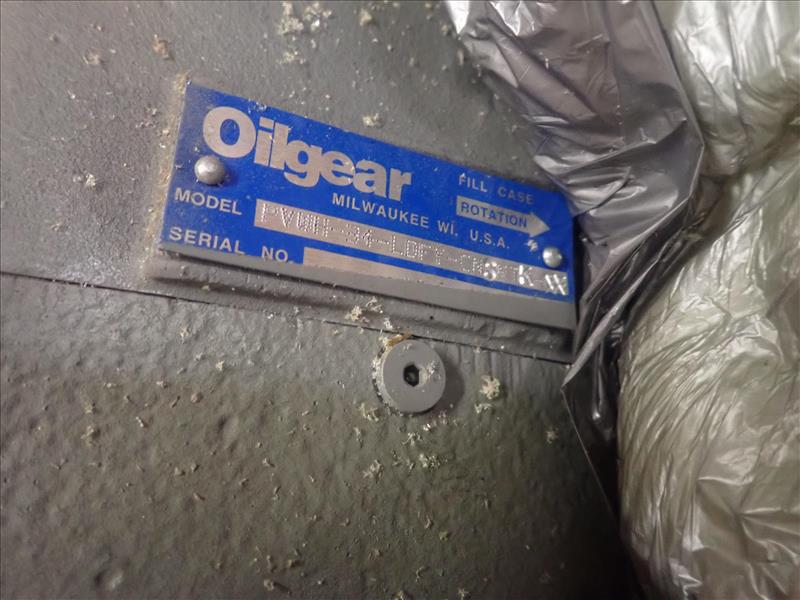 Oilgear
MILWAUKEE WI. U.S.A.
FILL CASE
ROTATION
MODEL
SERIAL NO.